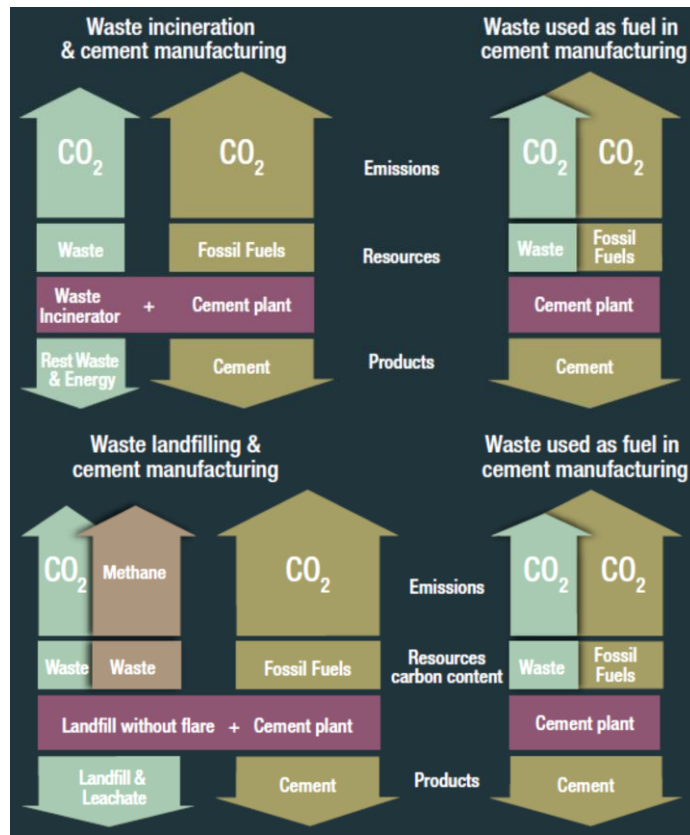 Waste incineration
& cement manufacturing
Waste used as fuel in
cement manufacturing
CO2
CO2
Emissions
CO2
CO2
Waste
Fossil Fuels
Resources
Waste
Fossil
Fuels
Waste
Incinerator
+
Cement plant
Cement plant
Rest Waste
& Energy
Cement
Products
Cement
Waste landfilling &
cement manufacturing
Waste used as fuel in
cement manufacturing
CO2
Methane
CO2
Emissions
CO2
CO2
Waste
Waste
Fossil Fuels
Resources
carbon content
Waste
Fossil
Fuels
Landfill without flare + Cement plant
Cement plant
Landfill &
Leachate
Cement
Products
Cement